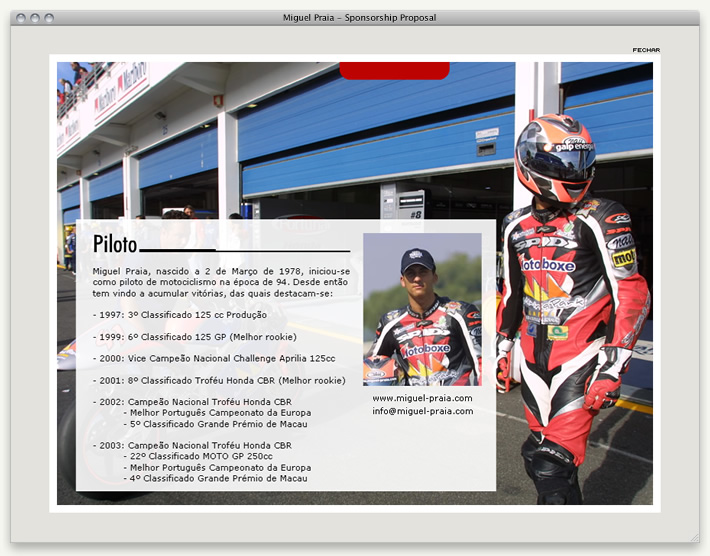 Miguel Praia - Sponsorship Proposal
FECHAR
Marlboro
#8
galp energia
Piloto
Miguel Praia, nascido a 2 de Março de 1978, iniciou-se
como piloto de motociclismo na época de 94. Desde então
tem vindo a acumular vitórias, das quais destacam-se:
- 1997: 3º Classificado 125 cc Produção
- 1999: 6º Classificado 125 GP (Melhor rookie)
- 2000: Vice Campeão Nacional Challenge Aprilia 125cc
- 2001: 8º Classificado Troféu Honda CBR (Melhor rookie)
- 2002: Campeão Nacional Troféu Honda CBR
- Melhor Português Campeonato da Europa
- 5º Classificado Grande Prémio de Macau
- 2003: Campeão Nacional Troféu Honda CBR
- 22º Classificado MOTO GP 250cc
- Melhor Português Campeonato da Europa
- 4º Classificado Grande Prémio de Macau
SPIDI
Motoboxe
www.miguel-praia.com
info@miguel-praia.com
SPIDI
motoboxe